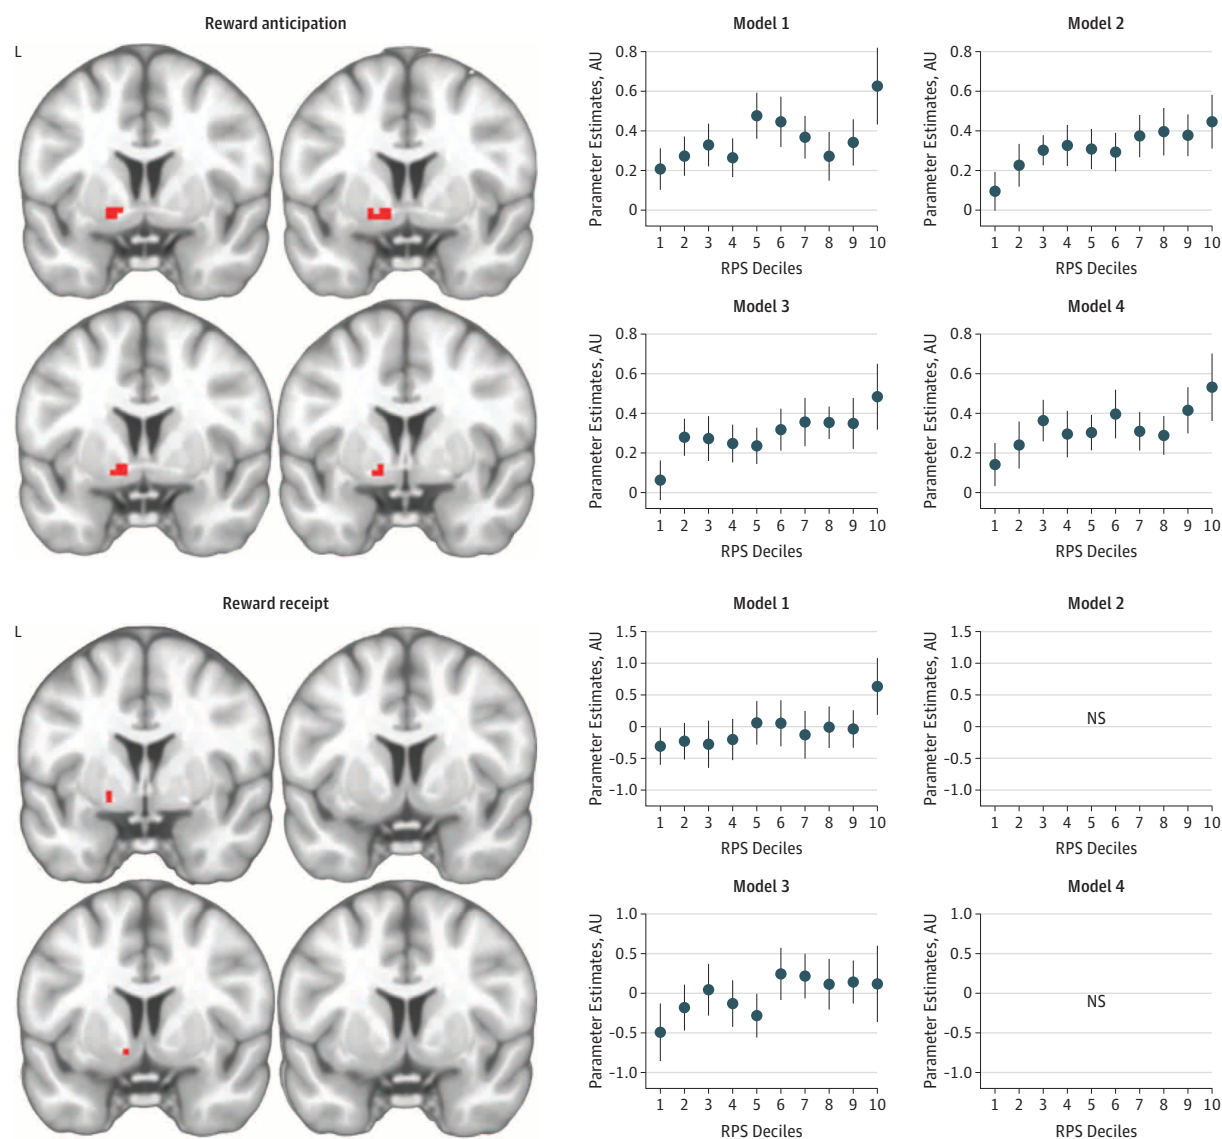 Reward anticipation
L
Model 1
Parameter Estimates, AU
0.8
0.6
0.4
0.2
0
1 2 3 4 5 6 7 8 9 10
RPS Deciles
Model 2
Parameter Estimates, AU
0.8
0.6
0.4
0.2
0
1 2 3 4 5 6 7 8 9 10
RPS Deciles
Model 3
Parameter Estimates, AU
0.8
0.6
0.4
0.2
0
1 2 3 4 5 6 7 8 9 10
RPS Deciles
Model 4
Parameter Estimates, AU
0.8
0.6
0.4
0.2
0
1 2 3 4 5 6 7 8 9 10
RPS Deciles
Reward receipt
L
Model 1
Parameter Estimates, AU
1.5
1.0
0.5
0
-0.5
-1.0
1 2 3 4 5 6 7 8 9 10
RPS Deciles
Model 2
Parameter Estimates, AU
1.5
1.0
0.5
0
-0.5
-1.0
NS
1 2 3 4 5 6 7 8 9 10
RPS Deciles
Model 3
Parameter Estimates, AU
1.0
0.5
0
-0.5
-1.0
1 2 3 4 5 6 7 8 9 10
RPS Deciles
Model 4
Parameter Estimates, AU
1.0
0.5
0
-0.5
-1.0
NS
1 2 3 4 5 6 7 8 9 10
RPS Deciles